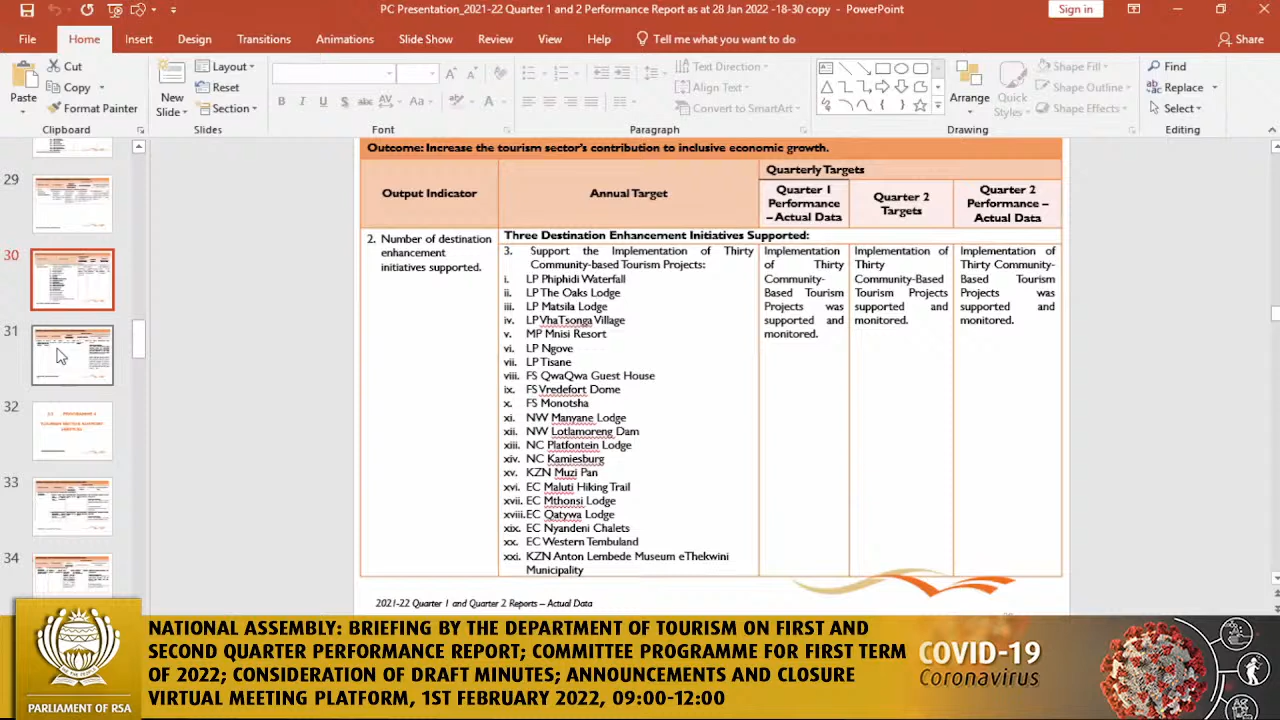 PC Presentation_2021-22 Quarter 1 and 2 Performance Report as at 28 Jan 2022 -18-30 copy - PowerPoint
Sign in
File Home Insert Design Transitions Animations Slide Show Review View Help Tell me what you want to do Share
Paste
Cut
Copy
Format Painter
Clipboard
New Slide
Layout
Reset
Section
Slides
Font
Text Direction
Align Text
Convert to SmartArt
Paragraph
Arrange
Quick Styles
Shape Fill
Shape Outline
Shape Effects
Drawing
Find
Replace
Select
Editing
29
30
31
32
33
34
Outcome: Increase the tourism sector's contribution to inclusive economic growth.
Output Indicator
Annual Target
Quarterly Targets
Quarter 1
Performance
– Actual Data
Quarter 2
Targets
Quarter 2
Performance –
Actual Data
2. Number of destination
enhancement
initiatives supported.
Three Destination Enhancement Initiatives Supported:
3. Support the Implementation of Thirty
Community-based Tourism Projects:
i. LP Phiphidi Waterfall
ii. LP The Oaks Lodge
iii. LP Matsila Lodge
iv. LP VhaTsonga Village
v. MP Mnisi Resort
vi. LP Ngove
vii. LP Tisane
viii. FS QwaQwa Guest House
ix. FS Vredefort Dome
x. FS Monotsha
xi. NW Manyane Lodge
xii. NW Lotlamoreng Dam
xiii. NC Platfontein Lodge
xiv. NC Kamiesburg
xv. KZN Muzi Pan
xvi. EC Maluti Hiking Trail
xvii. EC Mthonsi Lodge
xviii. EC Qatywa Lodge
xix. EC Nyandeni Chalets
xx. EC Western Tembuland
xxi. KZN Anton Lembede Museum eThekwini
Municipality
Implementation
of Thirty
Community-
Based Tourism
Projects was
supported and
monitored.
Implementation of
Thirty
Community-Based
Tourism Projects
supported and
monitored.
Implementation of
Thirty Community-
Based Tourism
Projects was
supported and
monitored.
2021-22 Quarter 1 and Quarter 2 Reports – Actual Data
PARLIAMENT OF RSA
NATIONAL ASSEMBLY: BRIEFING BY THE DEPARTMENT OF TOURISM ON FIRST AND
SECOND QUARTER PERFORMANCE REPORT; COMMITTEE PROGRAMME FOR FIRST TERM
OF 2022; CONSIDERATION OF DRAFT MINUTES; ANNOUNCEMENTS AND CLOSURE
VIRTUAL MEETING PLATFORM, 1ST FEBRUARY 2022, 09:00-12:00
COVID-19
Coronavirus